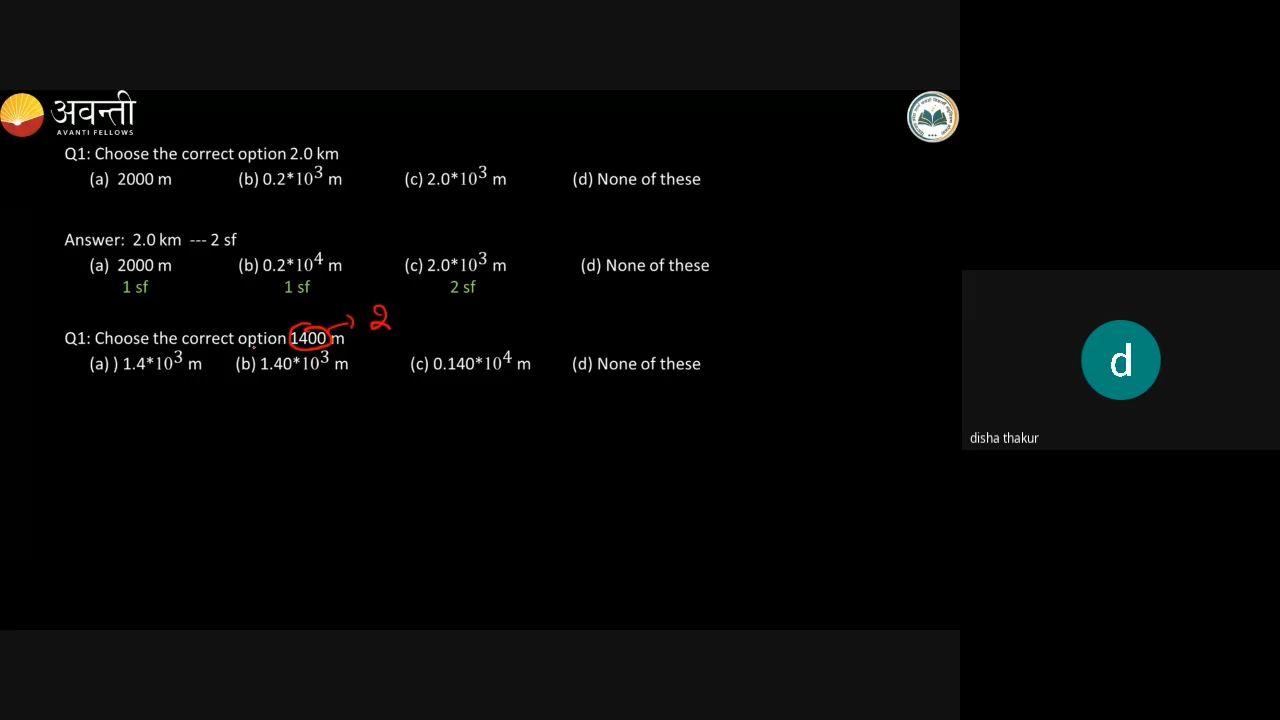 अवन्ती
AVANTI FELLOWS
Q1: Choose the correct option 2.0 km
(a) 2000 m (b) 0.2*10³ m (c) 2.0*10³ m (d) None of these
Answer: 2.0 km --- 2 sf
(a) 2000 m (b) 0.2*10⁴ m (c) 2.0*10³ m (d) None of these
1 sf 1 sf 2 sf
2
Q1: Choose the correct option 1400 m
(a) ) 1.4*10³ m (b) 1.40*10³ m (c) 0.140*10⁴ m (d) None of these
d
disha thakur